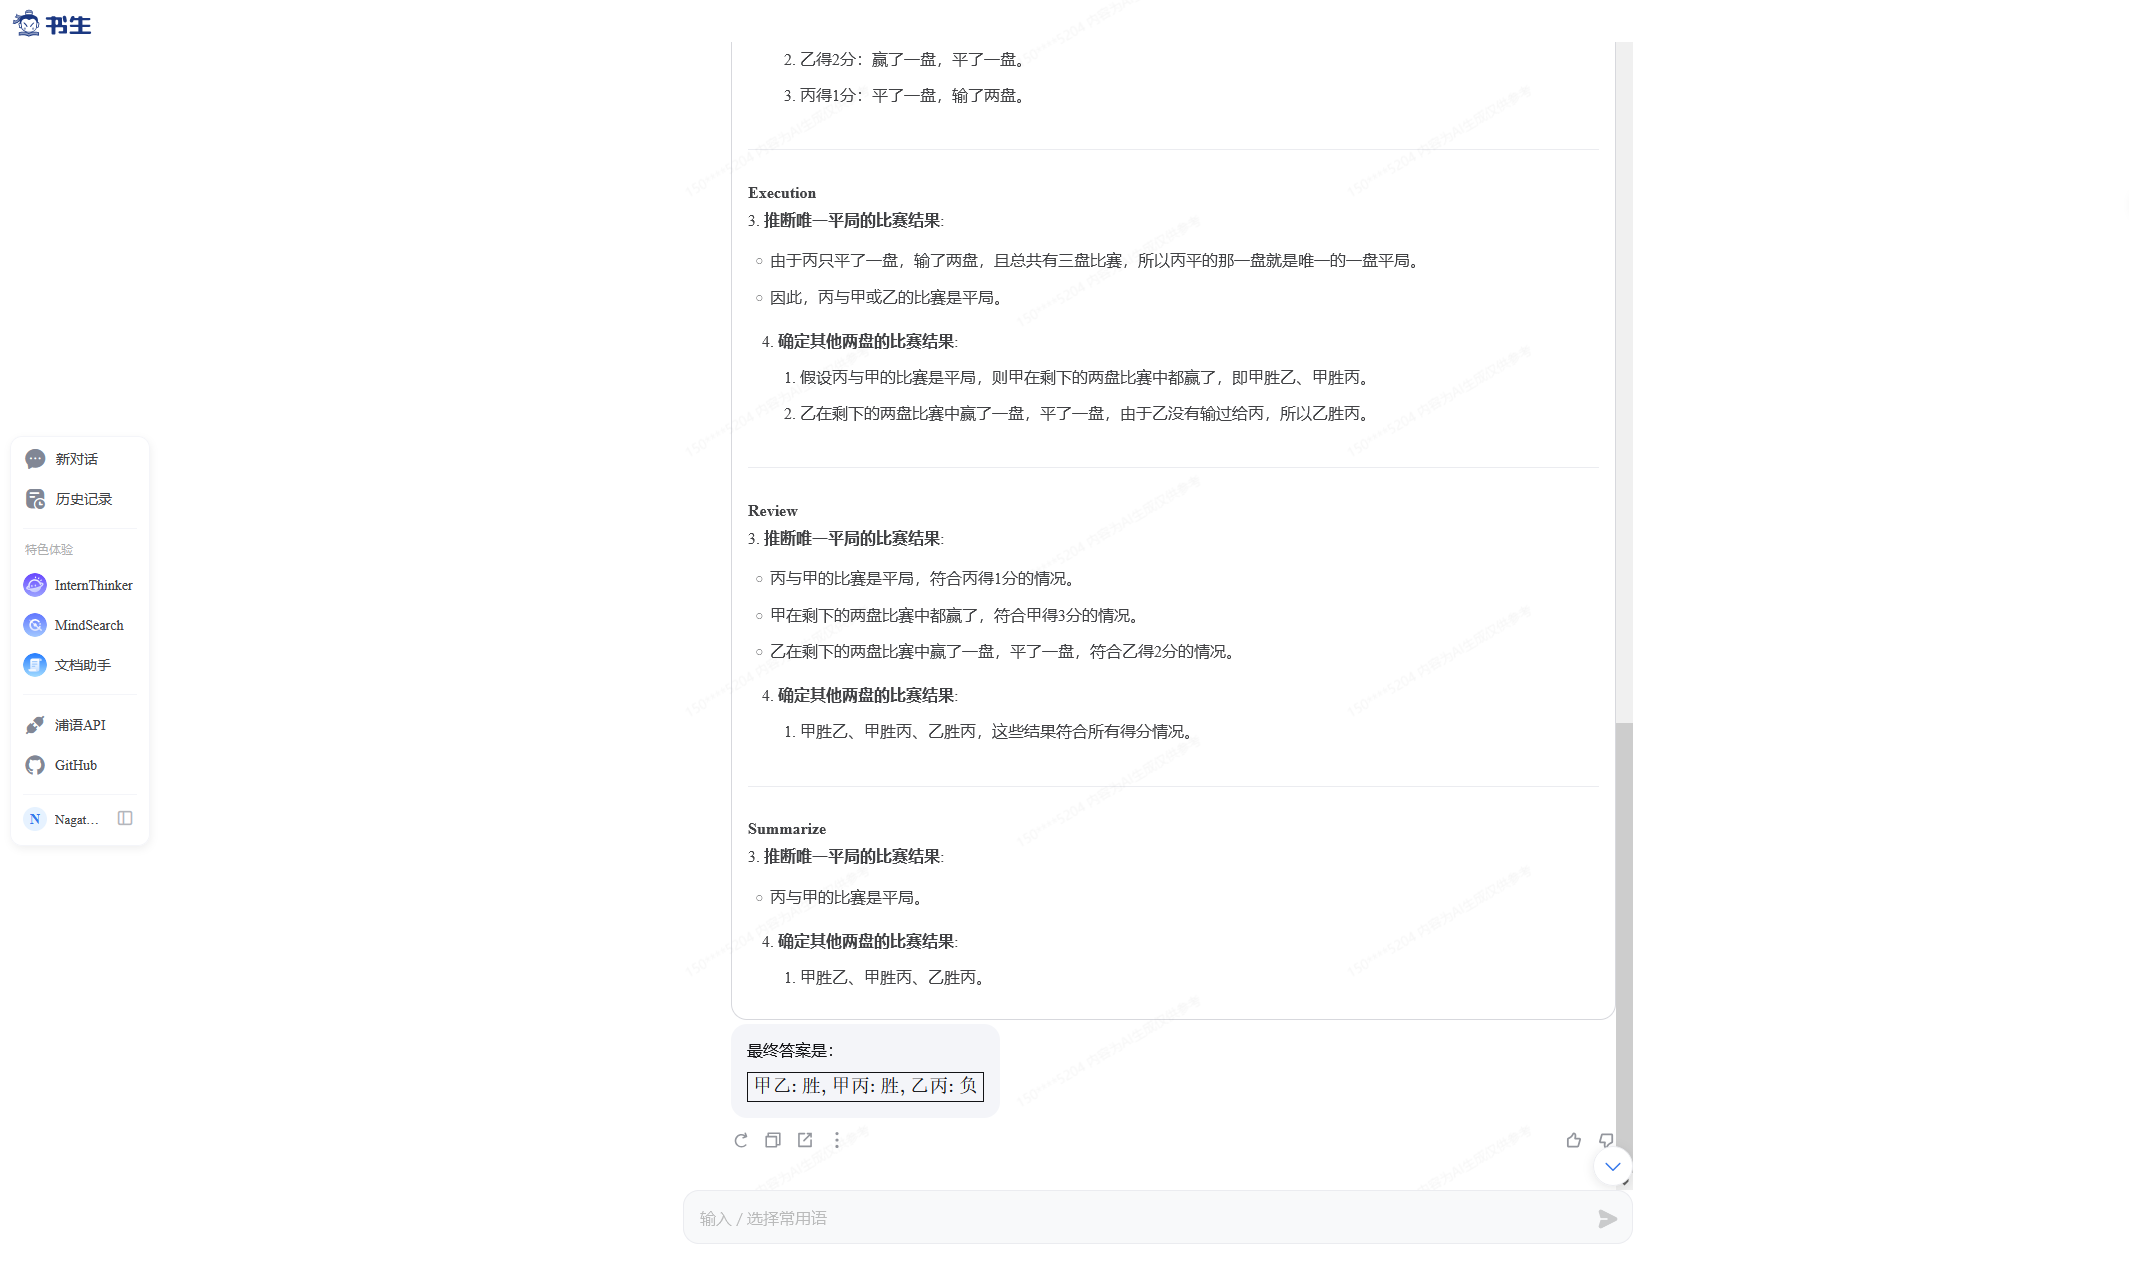 书生
2. 乙得2分：赢了一盘，平了一盘。
3. 丙得1分：平了一盘，输了两盘。
Execution
3. 推断唯一平局的比赛结果:
○ 由于丙只平了一盘，输了两盘，且总共有三盘比赛，所以丙平的那一盘就是唯一的一盘平局。
○ 因此，丙与甲或乙的比赛是平局。
4. 确定其他两盘的比赛结果:
1. 假设丙与甲的比赛是平局，则甲在剩下的两盘比赛中都赢了，即甲胜乙、甲胜丙。
2. 乙在剩下的两盘比赛中赢了一盘，平了一盘，由于乙没有输过给丙，所以乙胜丙。
Review
3. 推断唯一平局的比赛结果:
○ 丙与甲的比赛是平局，符合丙得1分的情况。
○ 甲在剩下的两盘比赛中都赢了，符合甲得3分的情况。
○ 乙在剩下的两盘比赛中赢了一盘，平了一盘，符合乙得2分的情况。
4. 确定其他两盘的比赛结果:
1. 甲胜乙、甲胜丙、乙胜丙，这些结果符合所有得分情况。
Summarize
3. 推断唯一平局的比赛结果:
○ 丙与甲的比赛是平局。
4. 确定其他两盘的比赛结果:
1. 甲胜乙、甲胜丙、乙胜丙。
最终答案是：
甲乙: 胜, 甲丙: 胜, 乙丙: 负
输入 / 选择常用语
新对话
历史记录
特色体验
InternThinker
MindSearch
文档助手
浦语API
GitHub
N Nagat...
150****5204 内容为AI生成仅供参考